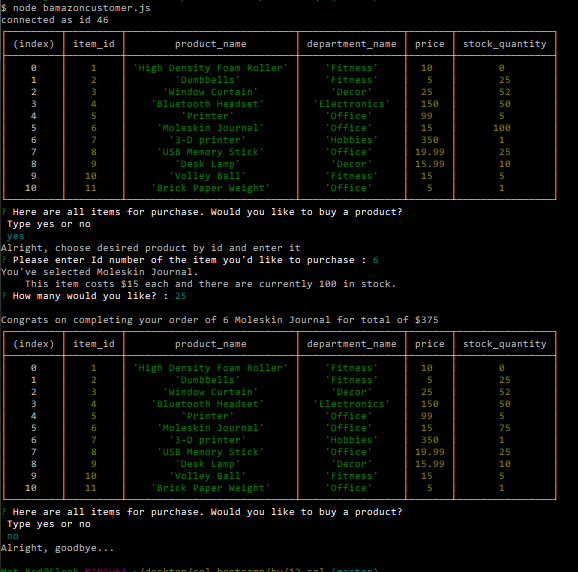 $ node bamazoncustomer.js
connected as id 46
(index) item_id product_name department_name price stock_quantity
0 1 'High Density Foam Roller' 'Fitness' 10 0
1 2 'Dumbbells' 'Fitness' 5 25
2 3 'Window Curtain' 'Decor' 25 52
3 4 'Bluetooth Headset' 'Electronics' 150 50
4 5 'Printer' 'Office' 99 5
5 6 'Moleskin Journal' 'Office' 15 100
6 7 '3-D printer' 'Hobbies' 350 1
7 8 'USB Memory Stick' 'Office' 19.99 25
8 9 'Desk Lamp' 'Decor' 15.99 10
9 10 'Volley Ball' 'Fitness' 15 5
10 11 'Brick Paper Weight' 'Office' 5 1
? Here are all items for purchase. Would you like to buy a product?
Type yes or no
yes
Alright, choose desired product by id and enter it
? Please enter Id number of the item you'd like to purchase : 6
You've selected Moleskin Journal.
This item costs $15 each and there are currently 100 in stock.
? How many would you like? : 25
Congrats on completing your order of 6 Moleskin Journal for total of $375
(index) item_id product_name department_name price stock_quantity
0 1 'High Density Foam Roller' 'Fitness' 10 0
1 2 'Dumbbells' 'Fitness' 5 25
2 3 'Window Curtain' 'Decor' 25 52
3 4 'Bluetooth Headset' 'Electronics' 150 50
4 5 'Printer' 'Office' 99 5
5 6 'Moleskin Journal' 'Office' 15 75
6 7 '3-D printer' 'Hobbies' 350 1
7 8 'USB Memory Stick' 'Office' 19.99 25
8 9 'Desk Lamp' 'Decor' 15.99 10
9 10 'Volley Ball' 'Fitness' 15 5
10 11 'Brick Paper Weight' 'Office' 5 1
? Here are all items for purchase. Would you like to buy a product?
Type yes or no
no
Alright, goodbye...